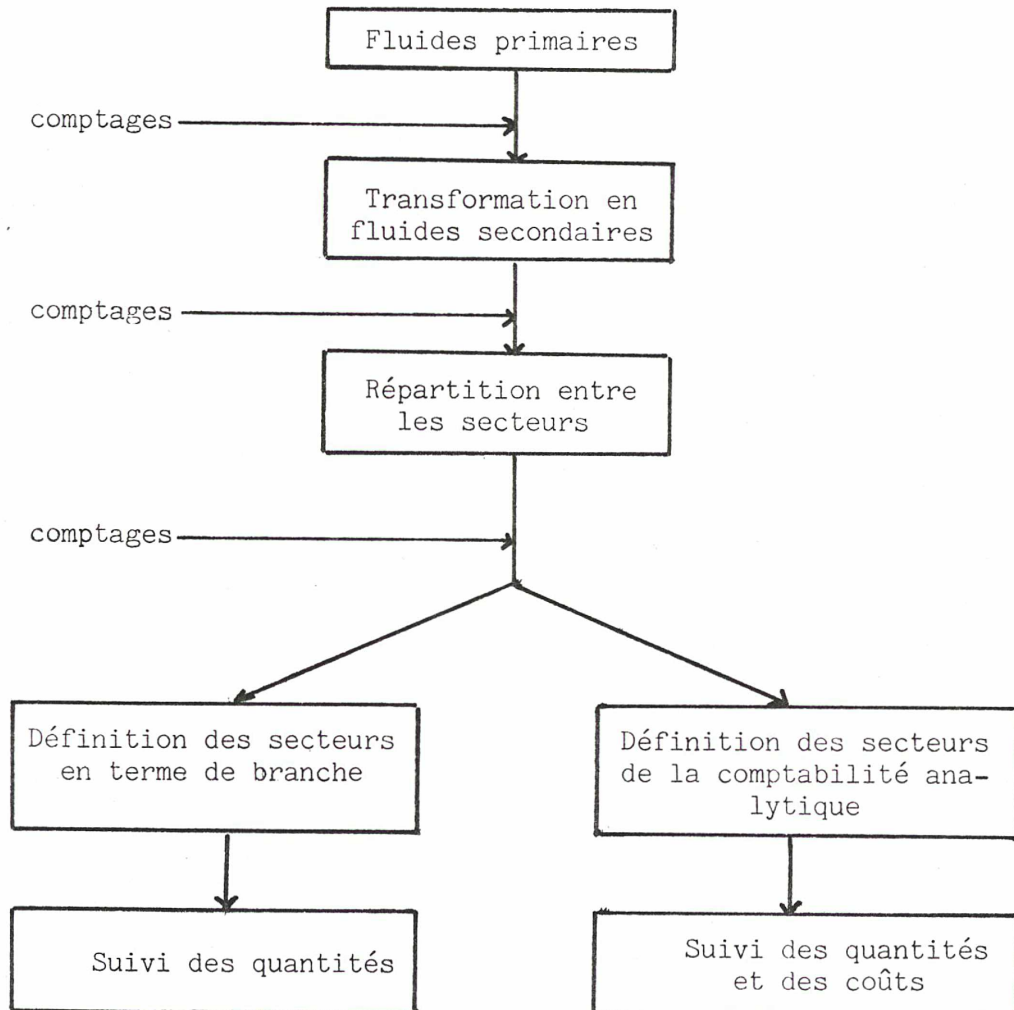 Fluides primaires
comptages
Transformation en
fluides secondaires
comptages
Répartition entre
les secteurs
comptages
Définition des secteurs
en terme de branche
Définition des secteurs
de la comptabilité ana-
lytique
Suivi des quantités
Suivi des quantités
et des coûts